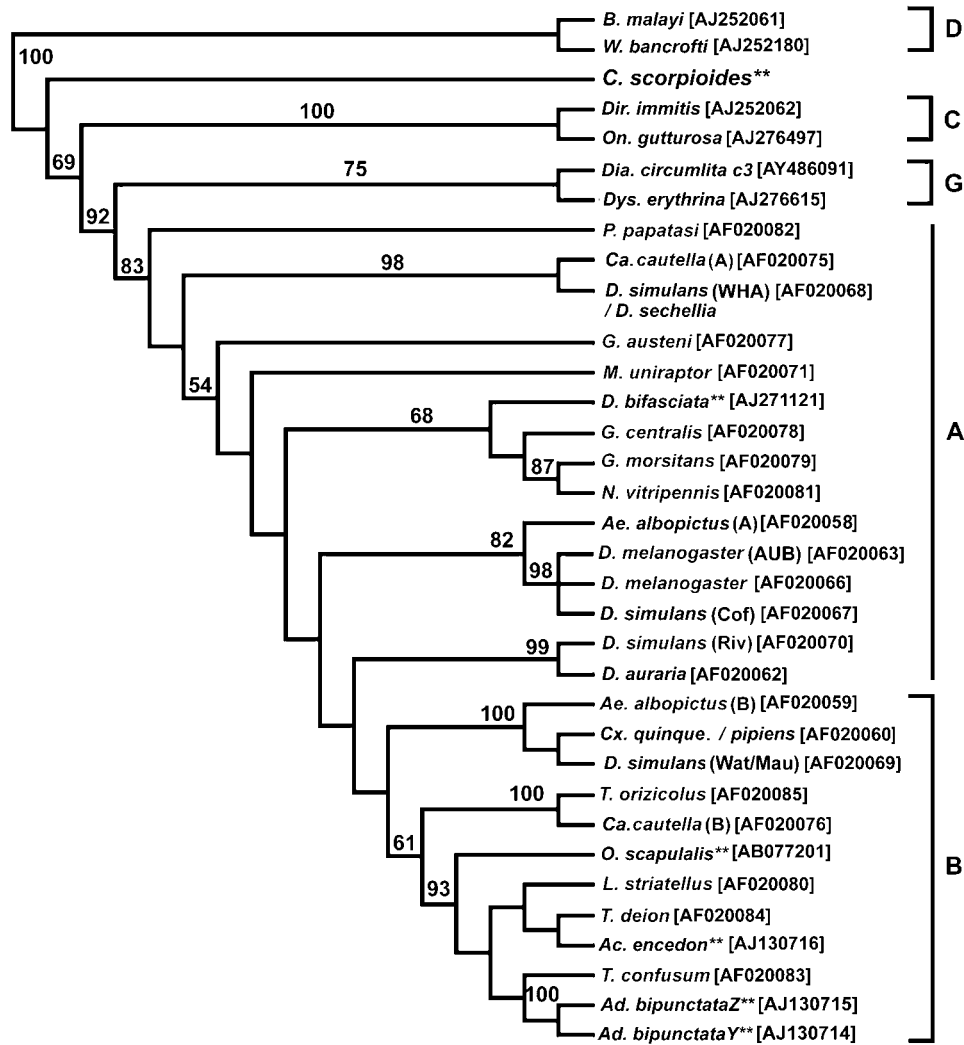 B. malayi [AJ252061]
D
W. bancrofti [AJ252180]
100
C. scorpioides**
Dir. immitis [AJ252062]
100
C
On. gutturosa [AJ276497]
69
Dia. circumlita c3 [AY486091]
75
G
Dys. erythrina [AJ276615]
92
P. papatasi [AF020082]
83
Ca. cautella (A) [AF020075]
98
D. simulans (WHA) [AF020068]
/ D. sechellia
G. austeni [AF020077]
54
M. uniraptor [AF020071]
D. bifasciata** [AJ271121]
68
A
G. centralis [AF020078]
G. morsitans [AF020079]
87
N. vitripennis [AF020081]
Ae. albopictus (A) [AF020058]
82
D. melanogaster (AUB) [AF020063]
98
D. melanogaster [AF020066]
D. simulans (Cof) [AF020067]
D. simulans (Riv) [AF020070]
99
D. auraria [AF020062]
Ae. albopictus (B) [AF020059]
100
Cx. quinque. / pipiens [AF020060]
D. simulans (Wat/Mau) [AF020069]
T. orizicolus [AF020085]
100
Ca.cautella (B) [AF020076]
61
O. scapulalis** [AB077201]
B
93
L. striatellus [AF020080]
T. deion [AF020084]
Ac. encedon** [AJ130716]
T. confusum [AF020083]
100
Ad. bipunctataZ** [AJ130715]
Ad. bipunctataY** [AJ130714]